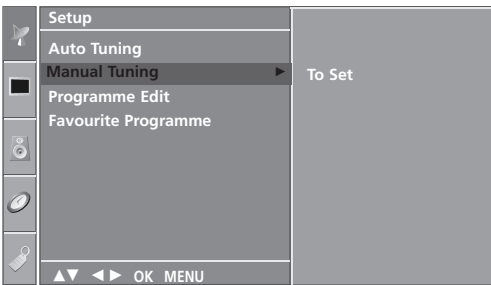 Setup
Auto Tuning
Manual Tuning ►
To Set
Programme Edit
Favourite Programme
▲▼ ◄► OK MENU